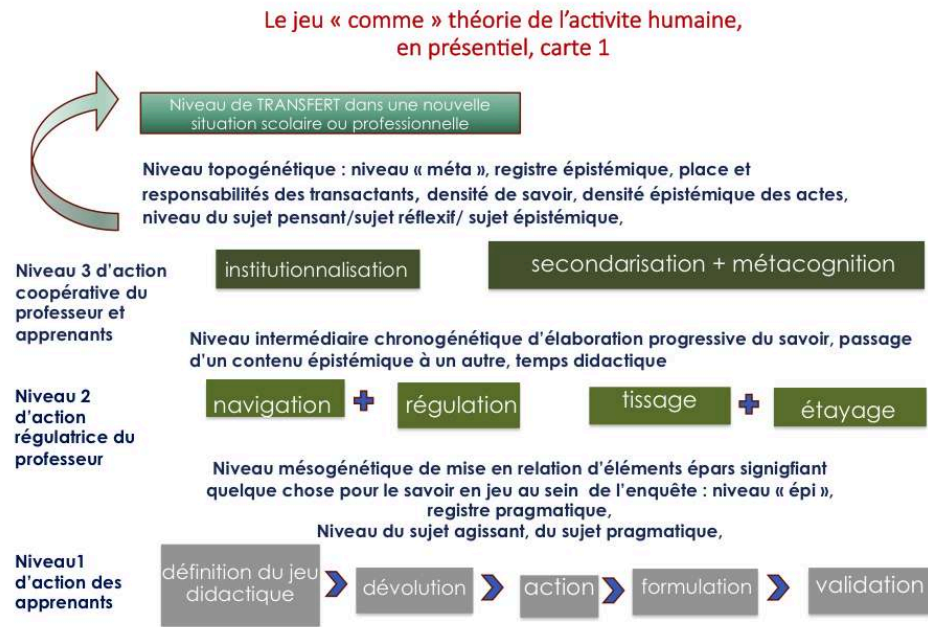 Le jeu « comme » théorie de l'activite humaine,
en présentiel, carte 1
Niveau de TRANSFERT dans une nouvelle
situation scolaire ou professionnelle
Niveau topogénétique : niveau « méta », registre épistémique, place et
responsabilités des transactants, densité de savoir, densité épistémique des actes,
niveau du sujet pensant/sujet réflexif/ sujet épistémique,
Niveau 3 d'action
coopérative du
professeur et
apprenants
institutionnalisation
secondarisation + métacognition
Niveau intermédiaire chronogénétique d'élaboration progressive du savoir, passage
d'un contenu épistémique à un autre, temps didactique
Niveau 2
d'action
régulatrice du
professeur
navigation
régulation
tissage
étayage
Niveau mésogénétique de mise en relation d'éléments épars signigfiant
quelque chose pour le savoir en jeu au sein de l'enquête : niveau « épi »,
registre pragmatique,
Niveau du sujet agissant, du sujet pragmatique,
Niveau1
d'action des
apprenants
définition du jeu
didactique
dévolution
action
formulation
validation